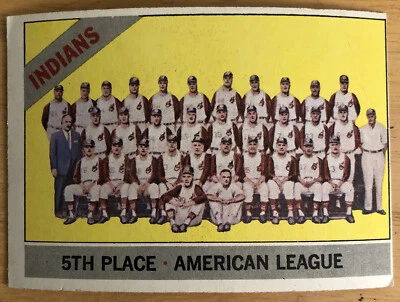 INDIANS
5TH PLACE · AMERICAN LEAGUE